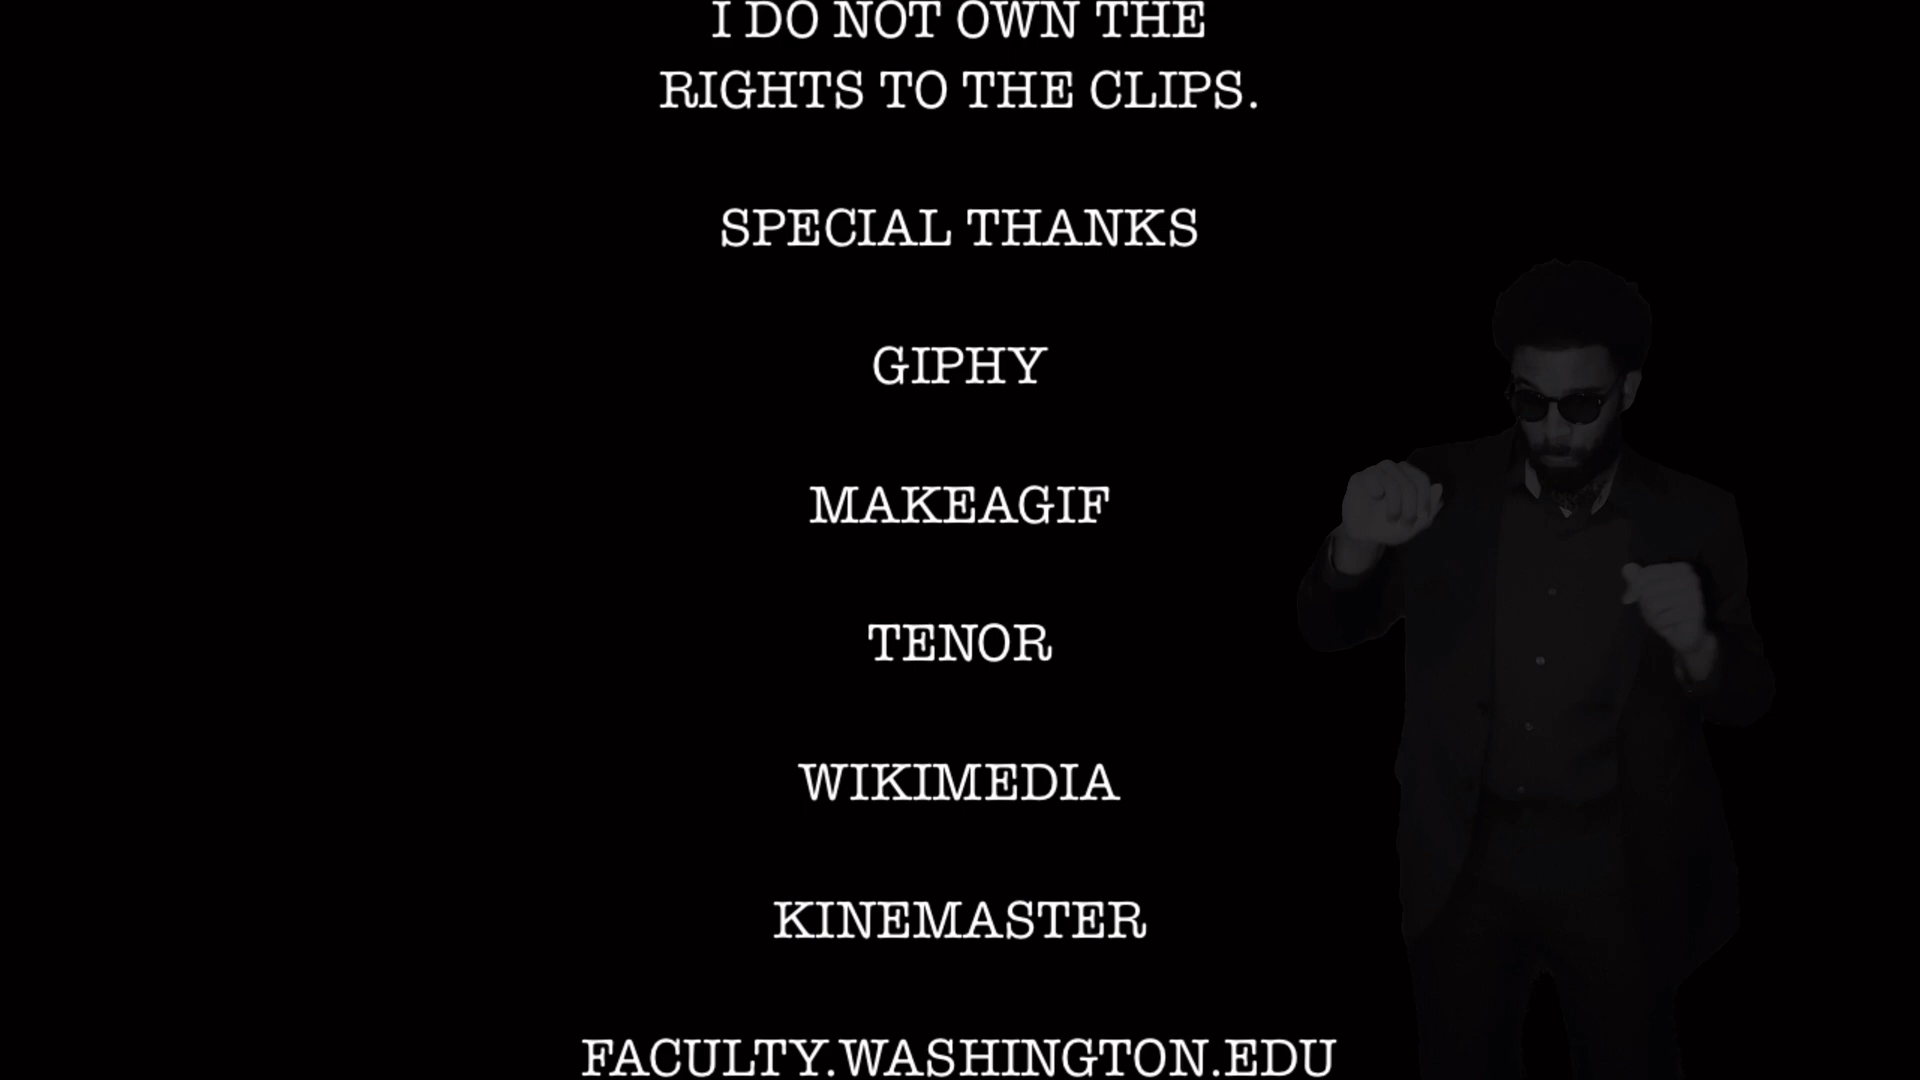 I DO NOT OWN THE
RIGHTS TO THE CLIPS.
SPECIAL THANKS
GIPHY
MAKEAGIF
TENOR
WIKIMEDIA
KINEMASTER
FACULTY.WASHINGTON.EDU